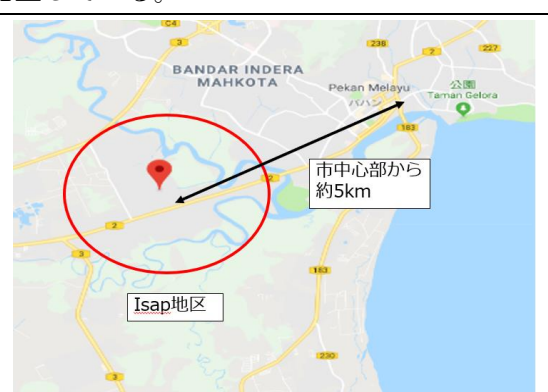 C4
3
236
2
227
BANDAR INDERA
MAHKOTA
Pekan Melayu
パハン
公園
Taman Gelora
183
市中心部から
約5km
2
2
3
183
Isap地区
230
3